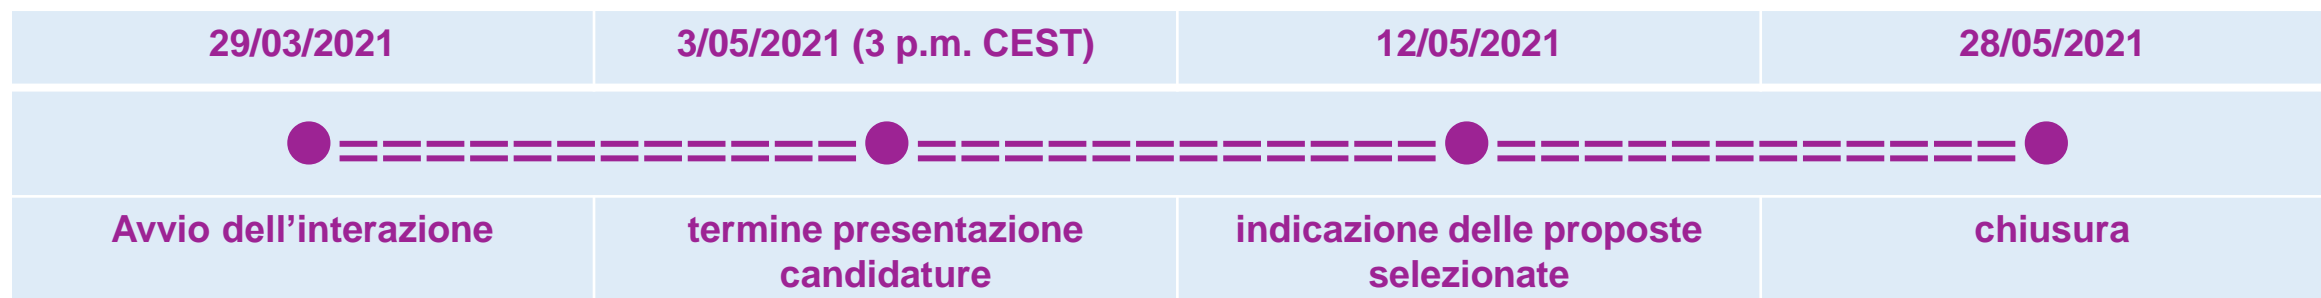 29/03/2021
3/05/2021 (3 p.m. CEST)
12/05/2021
28/05/2021
Avvio dell’interazione
termine presentazione
candidature
indicazione delle proposte
selezionate
chiusura